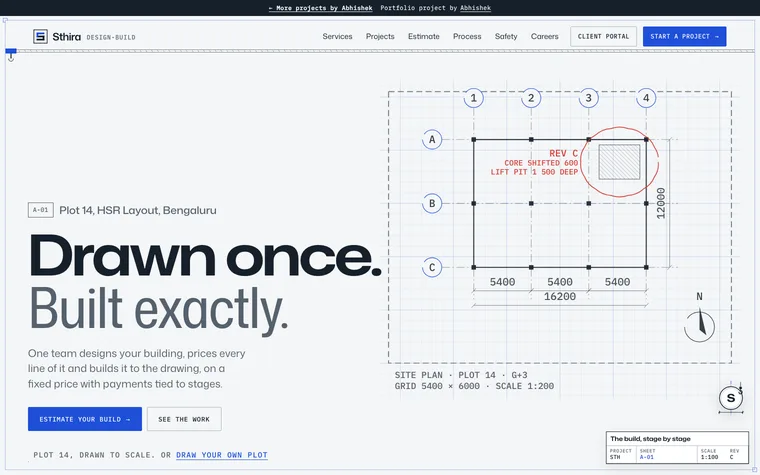 ← More projects by Abhishek Portfolio project by Abhishek
S Sthira DESIGN-BUILD
Services Projects Estimate Process Safety Careers CLIENT PORTAL START A PROJECT →
1 2 3 4
A
REV C
CORE SHIFTED 600
LIFT PIT 1 500 DEEP
12000
B
A-01 Plot 14, HSR Layout, Bengaluru
Drawn once.
Built exactly.
C
5400 5400 5400
16200
N
One team designs your building, prices every
line of it and builds it to the drawing, on a
fixed price with payments tied to stages.
SITE PLAN · PLOT 14 · G+3
GRID 5400 × 6000 · SCALE 1:200
S
ESTIMATE YOUR BUILD → SEE THE WORK
PLOT 14, DRAWN TO SCALE. OR DRAW YOUR OWN PLOT
The build, stage by stage
PROJECT SHEET SCALE REV
STH A-01 1:100 C